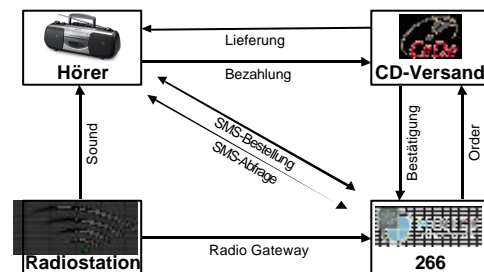 Lieferung
Hörer
Bezahlung
CD-Versand
Sound
SMS-Bestellung
SMS-Abfrage
Bestätigung
Order
Radiostation
Radio Gateway
266